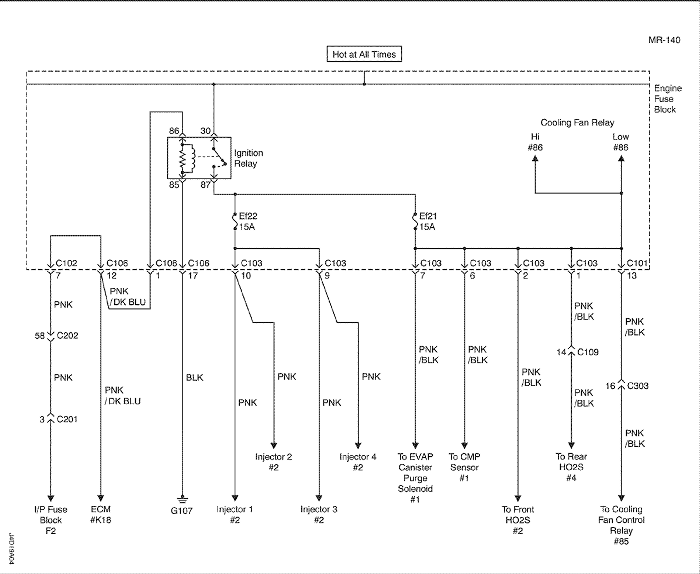 MR-140
Hot at All Times
Engine
Fuse
Block
Cooling Fan Relay
Hi
#86
Low
#86
86
30
Ignition
Relay
85
87
Ef22
15A
Ef21
15A
C102
C106
C106
C106
C103
C103
C103
C103
C103
C103
C101
7
12
1
17
10
9
7
6
2
1
13
PNK
PNK
/DK BLU
PNK
/BLK
PNK
/BLK
58
C202
14
C109
PNK
/BLK
PNK
/BLK
PNK
PNK
/DK BLU
BLK
PNK
PNK
PNK
PNK
PNK
/BLK
PNK
/BLK
16
C303
3
C201
PNK
/BLK
Injector 2
#2
Injector 4
#2
To EVAP
Canister
Purge
Solenoid
#1
To CMP
Sensor
#1
To Rear
HO2S
#4
I/P Fuse
Block
F2
ECM
#K18
G107
Injector 1
#2
Injector 3
#2
To Front
HO2S
#2
To Cooling
Fan Control
Relay
#85